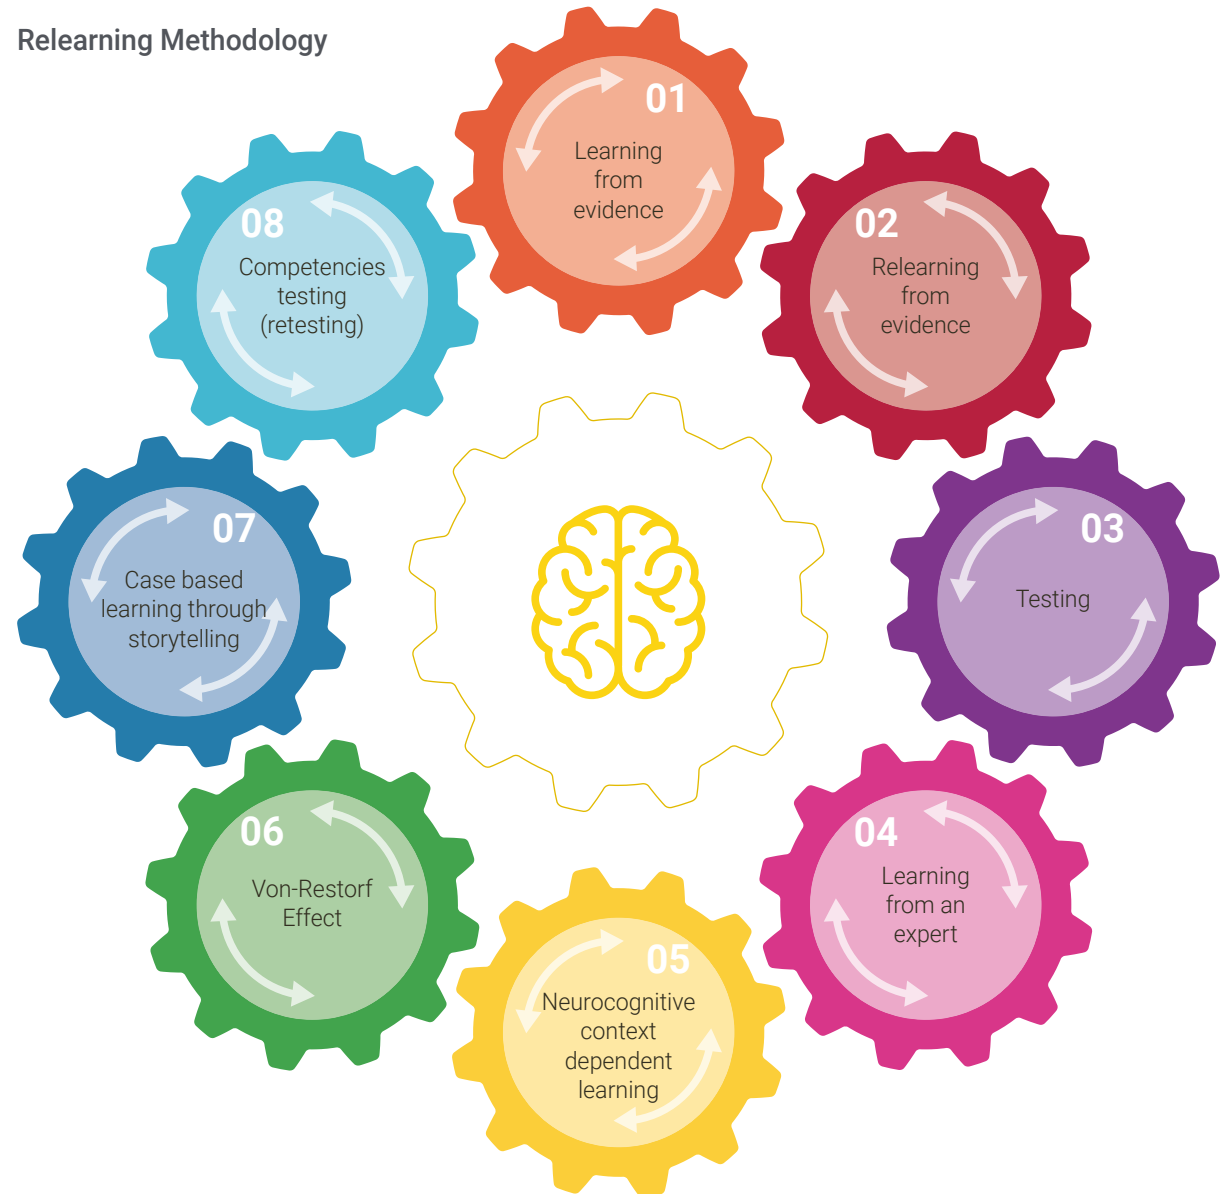 Relearning Methodology
01
Learning
from
evidence
02
Relearning
from
evidence
03
Testing
04
Learning
from an
expert
05
Neurocognitive
context
dependent
learning
06
Von-Restorf
Effect
07
Case based
learning through
storytelling
08
Competencies
testing
(retesting)